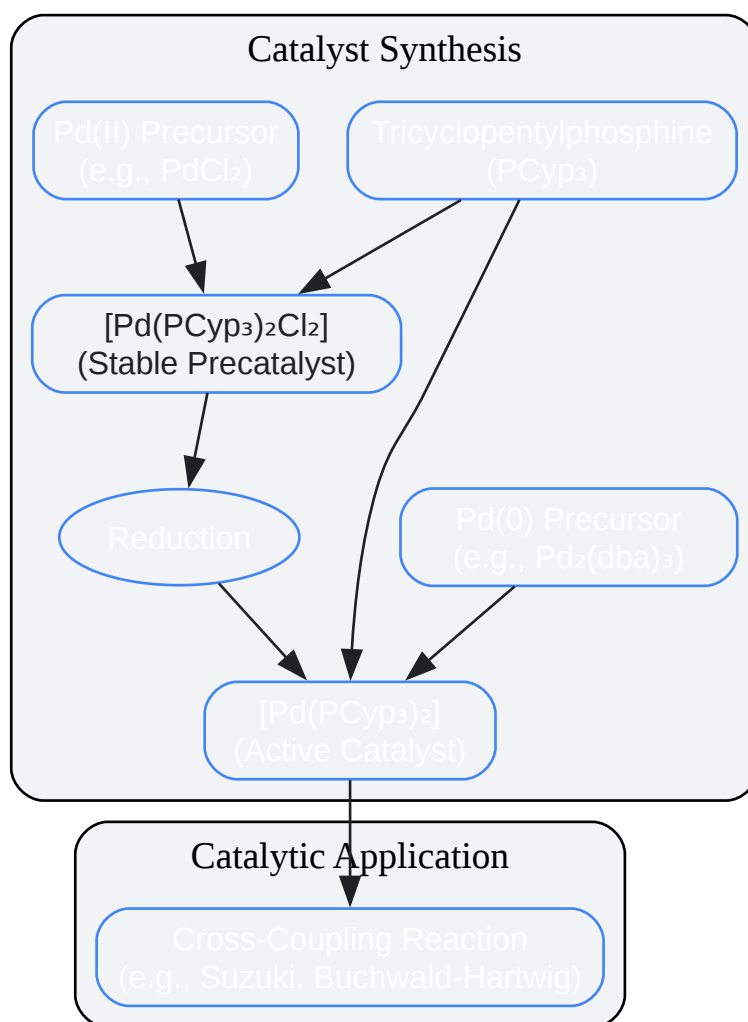 Catalyst Synthesis
Pd(II) Precursor
(e.g., PdCl₂)
Tricyclopentylphosphine
(PCyp₃)
[Pd(PCyp₃)₂Cl₂]
(Stable Precatalyst)
Reduction
Pd(0) Precursor
(e.g., Pd₂(dba)₃)
[Pd(PCyp₃)₂]
(Active Catalyst)
Catalytic Application
Cross-Coupling Reaction
(e.g., Suzuki, Buchwald-Hartwig)